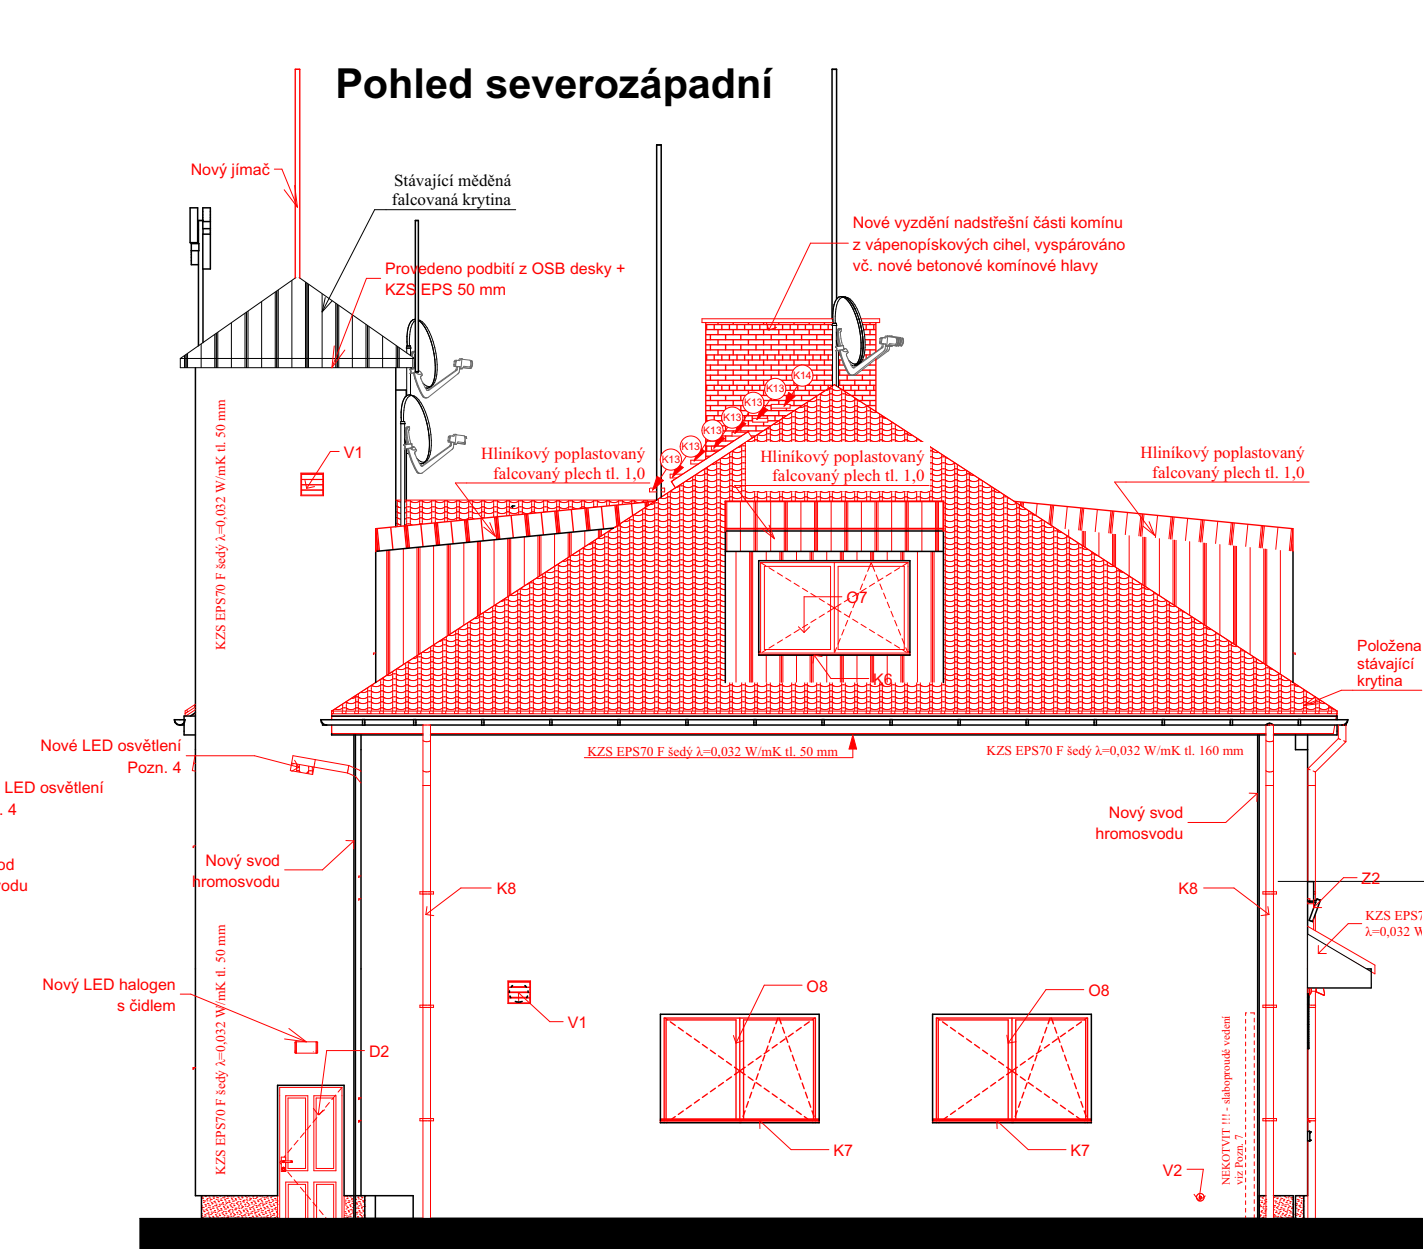 Pohled severozápadní
Nový jímač
Stávající měděná
falcovaná krytina
Provedeno podbití z OSB desky +
KZS EPS 50 mm
Nové vyzdění nadstřešní části komínu
z vápenopískových cihel, vyspárováno
vč. nové betonové komínové hlavy
K14
K13
K13
K13
K13
K13
K13
V1
KZS EPS70 F šedý λ=0,032 W/mK tl. 50 mm
Hliníkový poplastovaný
falcovaný plech tl. 1,0
Hliníkový poplastovaný
falcovaný plech tl. 1,0
Hliníkový poplastovaný
falcovaný plech tl. 1,0
O7
K6
Položena
stávající
krytina
Nové LED osvětlení
Pozn. 4
LED osvětlení
. 4
KZS EPS70 F šedý λ=0,032 W/mK tl. 50 mm
KZS EPS70 F šedý λ=0,032 W/mK tl. 160 mm
Nový svod
hromosvodu
Nový svod
hromosvodu
od
vodu
K8
K8
Z2
KZS EPS7
λ=0,032 W
Nový LED halogen
s čidlem
KZS EPS70 F šedý λ=0,032 W/mK tl. 50 mm
V1
O8
O8
D2
K7
K7
V2
NEKOTVIT !!! - slaboproudé vedení
viz Pozn. 7